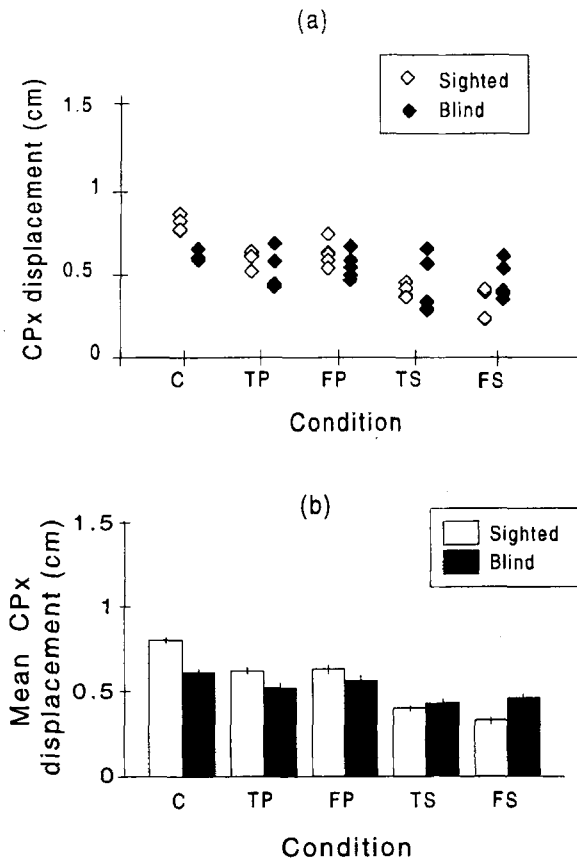 (a)
Sighted
Blind
CPx displacement (cm)
1.5
1
0.5
0
C TP FP TS FS
Condition
(b)
Sighted
Blind
Mean CPx
displacement (cm)
1.5
1
0.5
0
C TP FP TS FS
Condition